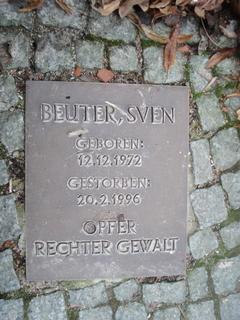 BEUTER, SVEN
GEBOREN:
12.12.1972
GESTORBEN:
20.2.1996
OPFER
RECHTER GEWALT